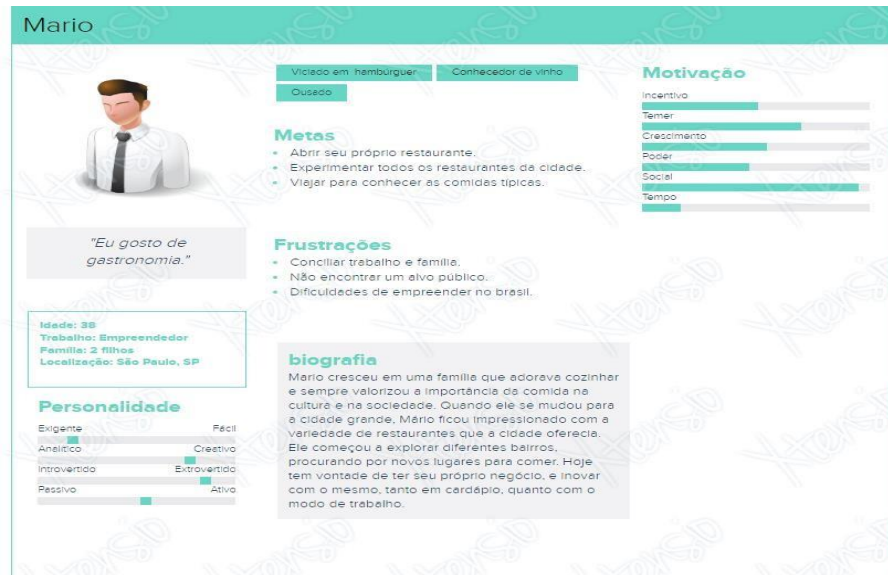 Mario
"Eu gosto de
gastronomia."
Idade: 38
Trabalho: Empreendedor
Família: 2 filhos
Localização: São Paulo, SP
Personalidade
Exigente Fácil
Analítico Creativo
Introvertido Extrovertido
Passivo Ativo
Viciado em hambúrguer Conhecedor de vinho
Ousado
Metas
Abrir seu próprio restaurante.
Experimentar todos os restaurantes da cidade.
Viajar para conhecer as comidas típicas.
Frustrações
Conciliar trabalho e família.
Não encontrar um alvo público.
Dificuldades de empreender no brasil.
biografia
Mario cresceu em uma família que adorava cozinhar
e sempre valorizou a importância da comida na
cultura e na sociedade. Quando ele se mudou para
a cidade grande, Mário ficou impressionado com a
variedade de restaurantes que a cidade oferecia.
Ele começou a explorar diferentes bairros,
procurando por novos lugares para comer. Hoje
tem vontade de ter seu próprio negócio, e inovar
com o mesmo, tanto em cardápio, quanto com o
modo de trabalho.
Motivação
Incentivo
Temer
Crescimento
Poder
Social
Tempo